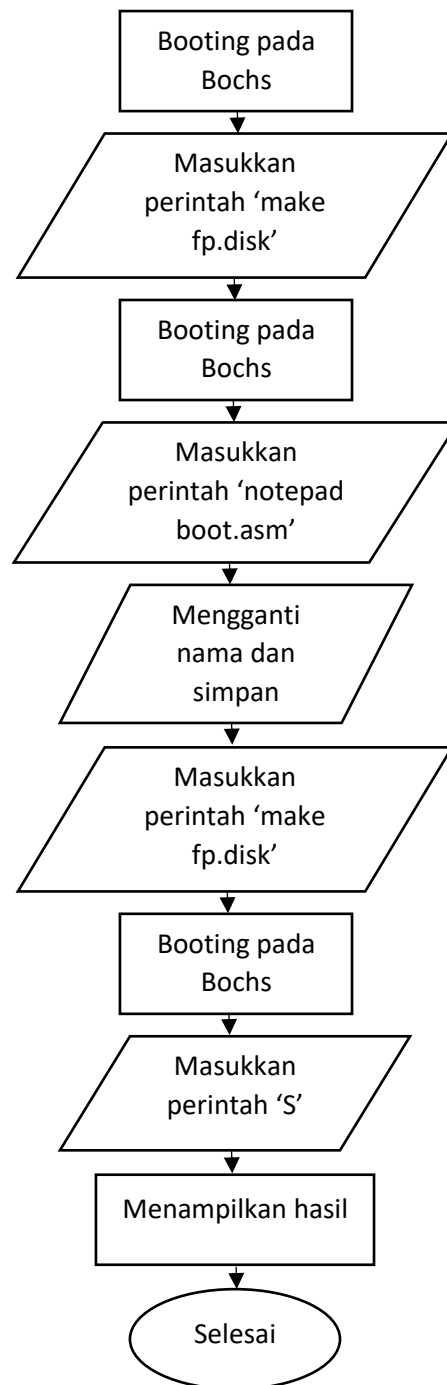 Booting pada
Bochs
Masukkan
perintah ‘make
fp.disk’
Booting pada
Bochs
Masukkan
perintah ‘notepad
boot.asm’
Mengganti
nama dan
simpan
Masukkan
perintah ‘make
fp.disk’
Booting pada
Bochs
Masukkan
perintah ‘S’
Menampilkan hasil
Selesai